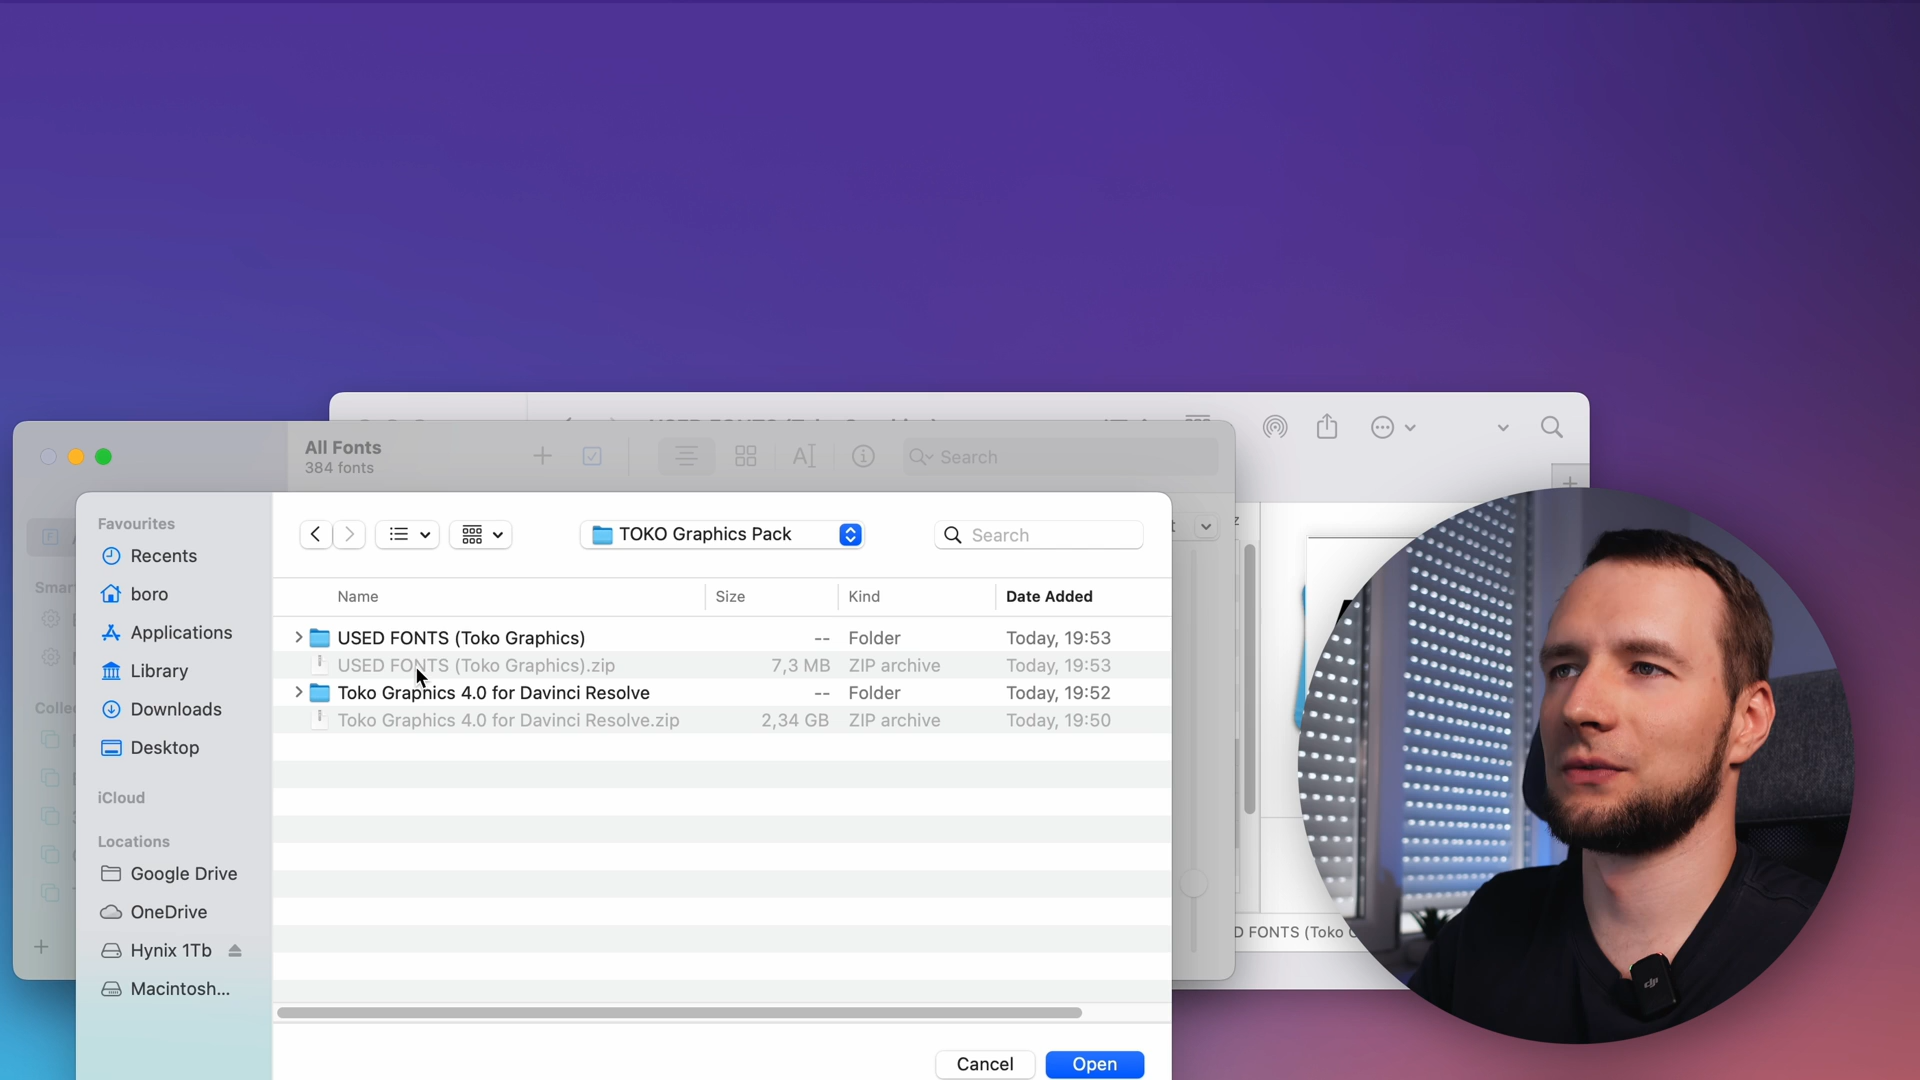 All Fonts
384 fonts
Search
Favourites
Recents
boro
Applications
Library
Downloads
Desktop
iCloud
Locations
Google Drive
OneDrive
Hynix 1Tb
Macintosh...
TOKO Graphics Pack
Search
Name Size Kind Date Added
USED FONTS (Toko Graphics) -- Folder Today, 19:53
USED FONTS (Toko Graphics).zip 7,3 MB ZIP archive Today, 19:53
Toko Graphics 4.0 for Davinci Resolve -- Folder Today, 19:52
Toko Graphics 4.0 for Davinci Resolve.zip 2,34 GB ZIP archive Today, 19:50
Cancel
Open
D FONTS (Toko
dji